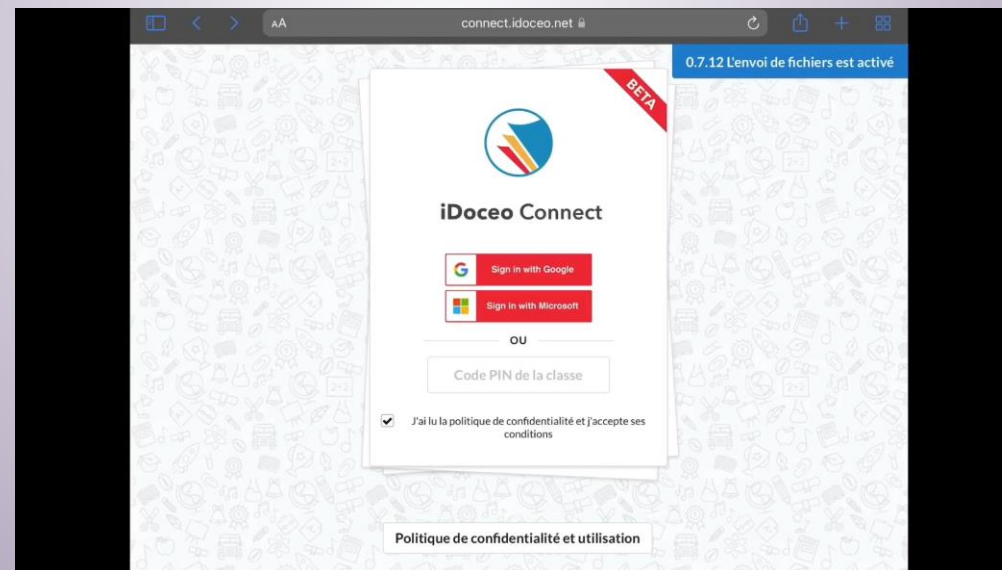 AA
connect.idoceo.net
0.7.12 L'envoi de fichiers est activé
BETA
iDoceo Connect
Sign in with Google
Sign in with Microsoft
OU
Code PIN de la classe
J'ai lu la politique de confidentialité et j'accepte ses
conditions
Politique de confidentialité et utilisation